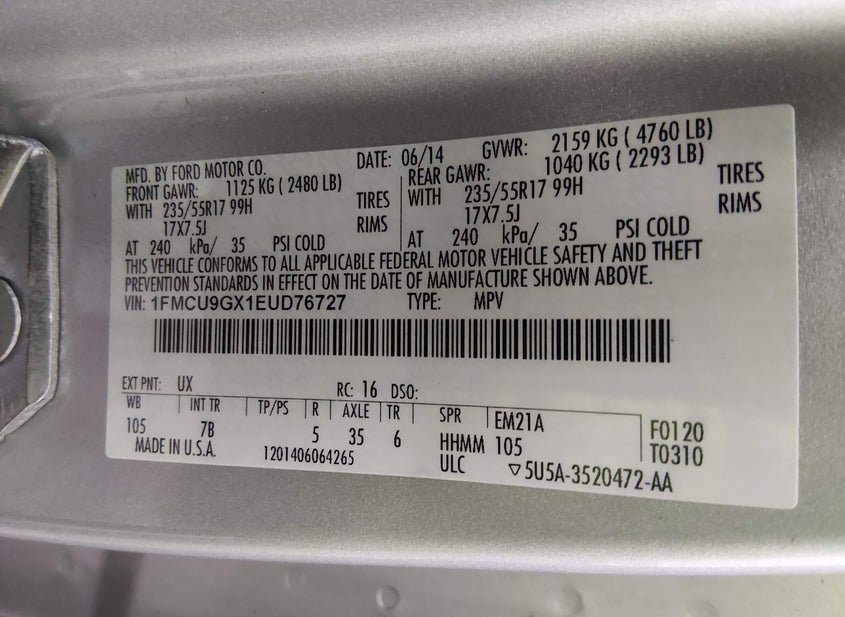 MFD. BY FORD MOTOR CO. DATE: 06/14 GVWR: 2159 KG ( 4760 LB)
FRONT GAWR: 1125 KG ( 2480 LB) REAR GAWR: 1040 KG ( 2293 LB)
WITH 235/55R17 99H TIRES WITH 235/55R17 99H TIRES
17X7.5J RIMS 17X7.5J RIMS
AT 240 kPa/ 35 PSI COLD AT 240 kPa/ 35 PSI COLD
THIS VEHICLE CONFORMS TO ALL APPLICABLE FEDERAL MOTOR VEHICLE SAFETY AND THEFT
PREVENTION STANDARDS IN EFFECT ON THE DATE OF MANUFACTURE SHOWN ABOVE.
VIN: 1FMCU9GX1EUD76727 TYPE: MPV
EXT PNT: UX RC: 16 DSO:
WB INT TR TP/PS R AXLE TR SPR EM21A
105 7B 5 35 6 HHMM 105 F0120
MADE IN U.S.A. 1201406064265 ULC ▽5U5A-3520472-AA T0310